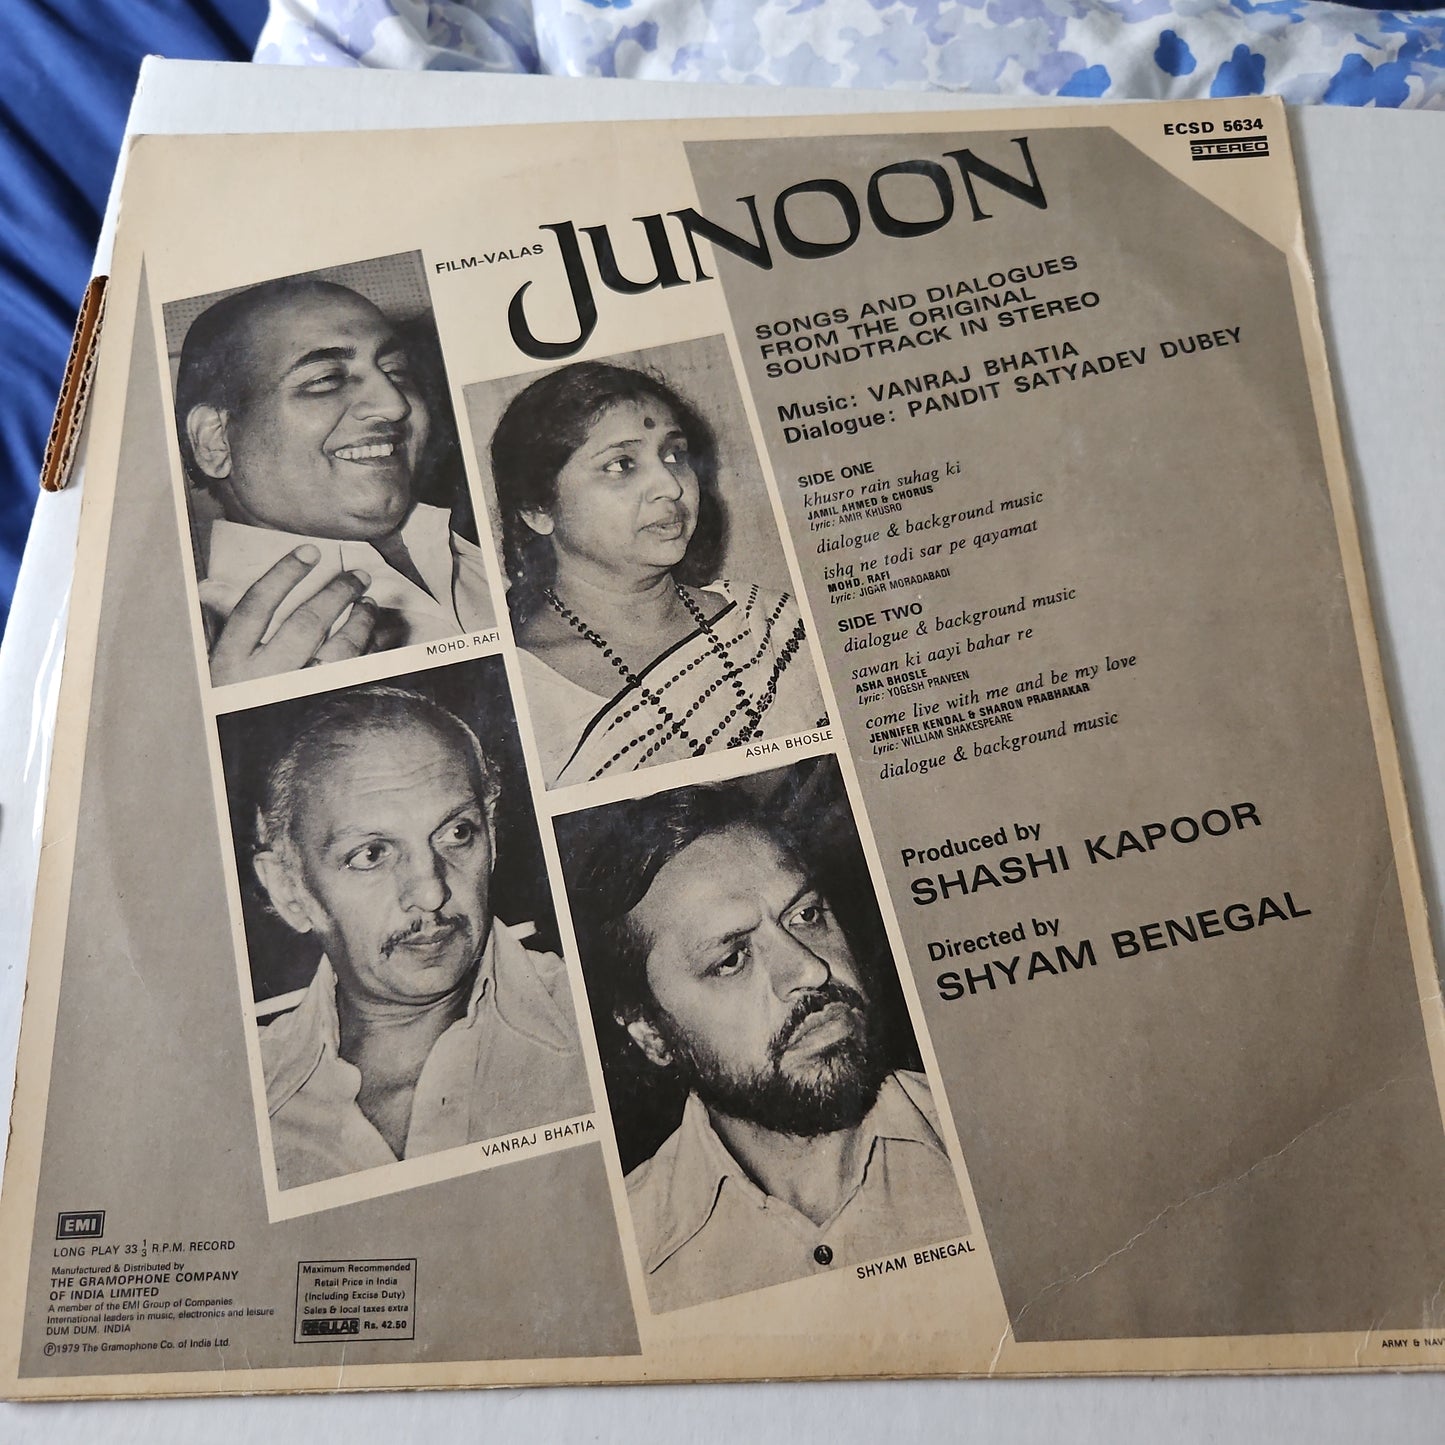 ECSD 5634
STEREO
FILM-VALAS
JUNOON
SONGS AND DIALOGUES
FROM THE ORIGINAL
SOUNDTRACK IN STEREO
Music: VANRAJ BHATIA
Dialogue: PANDIT SATYADEV DUBEY
SIDE ONE
khusro rain suhag ki
JAMIL AHMED & CHORUS
Lyric: AMIR KHUSRO
dialogue & background music
ishq ne todi sar pe qayamat
MOHD. RAFI
Lyric: JIGAR MORADABADI
SIDE TWO
dialogue & background music
sawan ki aayi bahar re
ASHA BHOSLE
Lyric: YOGESH PRAVEEN
come live with me and be my love
JENNIFER KENDAL & SHARON PRABHAKAR
Lyric: WILLIAM SHAKESPEARE
dialogue & background music
Produced by
SHASHI KAPOOR
Directed by
SHYAM BENEGAL
MOHD. RAFI
ASHA BHOSLE
VANRAJ BHATIA
SHYAM BENEGAL
EMI
LONG PLAY 33 1/3 R.P.M. RECORD
Manufactured & Distributed by
THE GRAMOPHONE COMPANY
OF INDIA LIMITED
A member of the EMI Group of Companies
International leaders in music, electronics and leisure
DUM DUM. INDIA
℗1979 The Gramophone Co. of India Ltd.
Maximum Recommended
Retail Price in India
(Including Excise Duty)
Sales & local taxes extra
REGULAR Rs. 42.50
ARMY & NAV